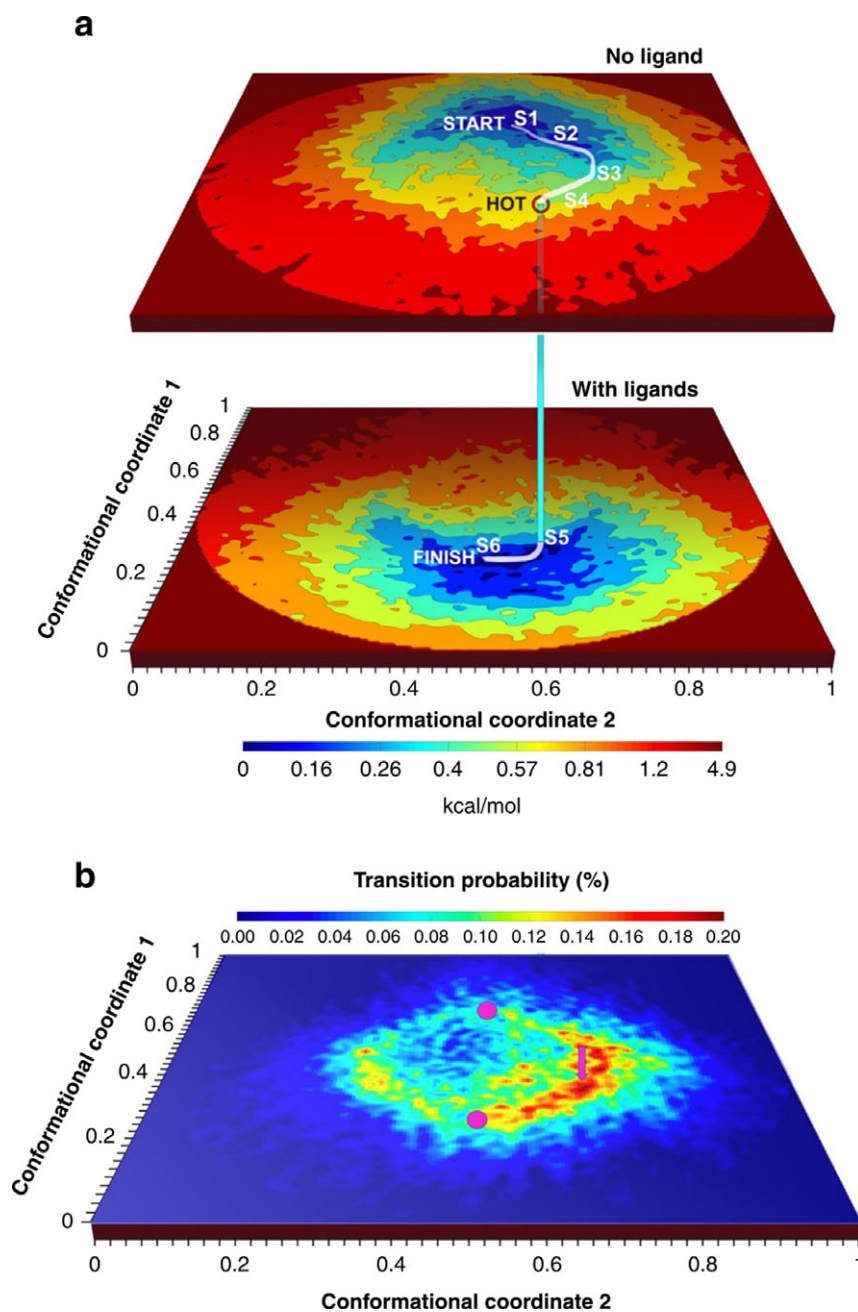 a
No ligand
START
S1
S2
S3
HOT
S4
With ligands
Conformational coordinate 1
1
0.8
0.6
0.4
0.2
0
S6
S5
FINISH
0 0.2 0.4 0.6 0.8 1
Conformational coordinate 2
0 0.16 0.26 0.4 0.57 0.81 1.2 4.9
kcal/mol
b
Transition probability (%)
0.00 0.02 0.04 0.06 0.08 0.10 0.12 0.14 0.16 0.18 0.20
Conformational coordinate 1
1
0.8
0.6
0.4
0.2
0
0 0.2 0.4 0.6 0.8 1
Conformational coordinate 2